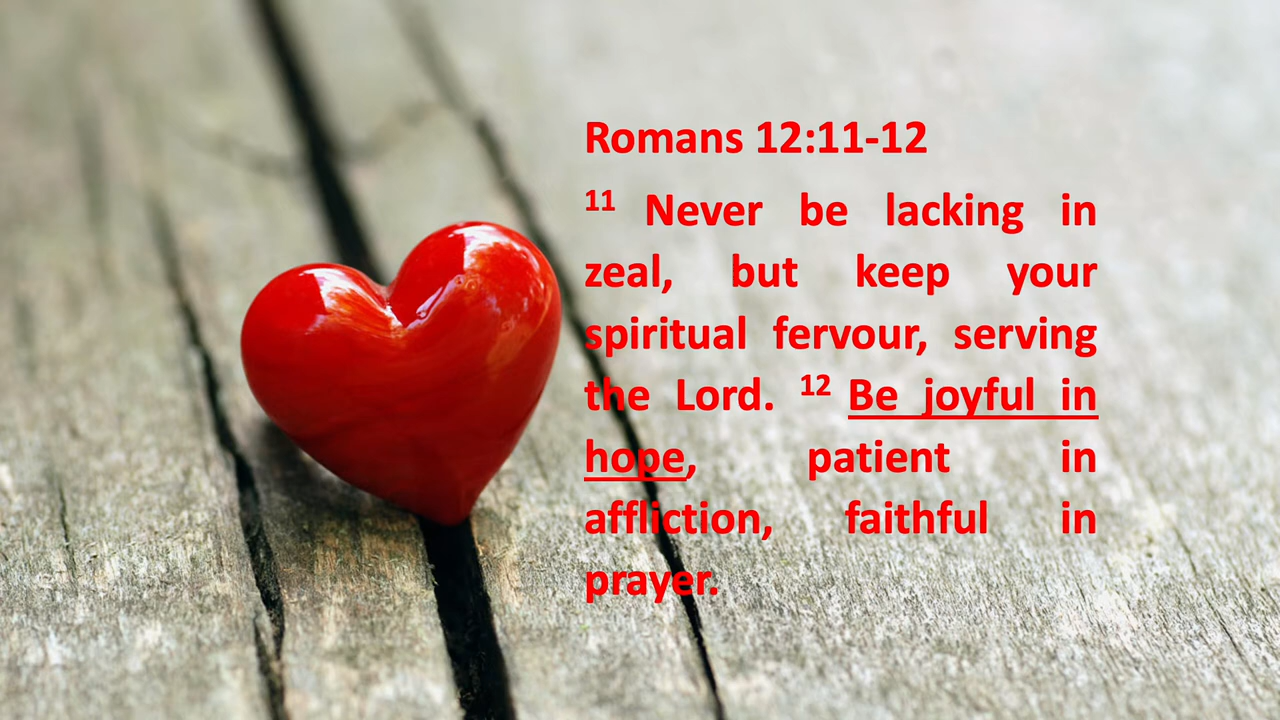 Romans 12:11-12
11 Never be lacking in
zeal, but keep your
spiritual fervour, serving
the Lord. 12 Be joyful in
hope, patient in
affliction, faithful in
prayer.